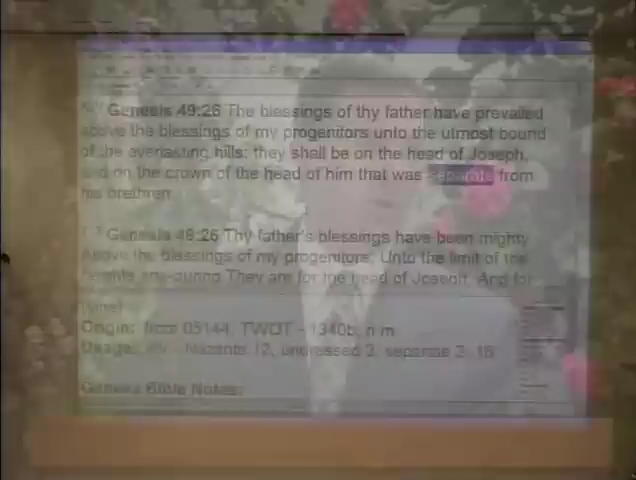 Genesis 49:26 The blessings of thy father have prevailed
above the blessings of my progenitors unto the utmost bound
of the everlasting hills: they shall be on the head of Joseph,
and on the crown of the head of him that was separate from
his brethren.
Genesis 49:26 Thy father's blessings have been mighty
Above the blessings of my progenitors; Unto the limit of the
They are for the head of Joseph, And for
Origin: from 05144, TWOT - 1340b, n m
Usage: AV - Nazarite 12, undressed 2, separate 2, 16
Geneva Bible Notes: